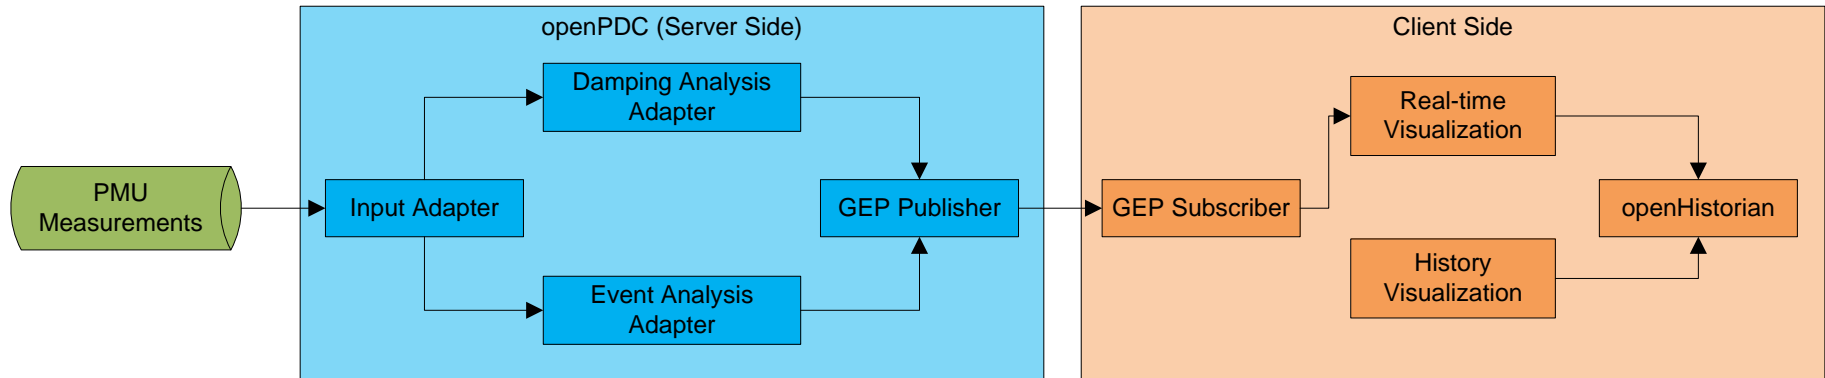 openPDC (Server Side)
Client Side
PMU
Measurements
Input Adapter
Damping Analysis
Adapter
Event Analysis
Adapter
GEP Publisher
GEP Subscriber
Real-time
Visualization
History
Visualization
openHistorian